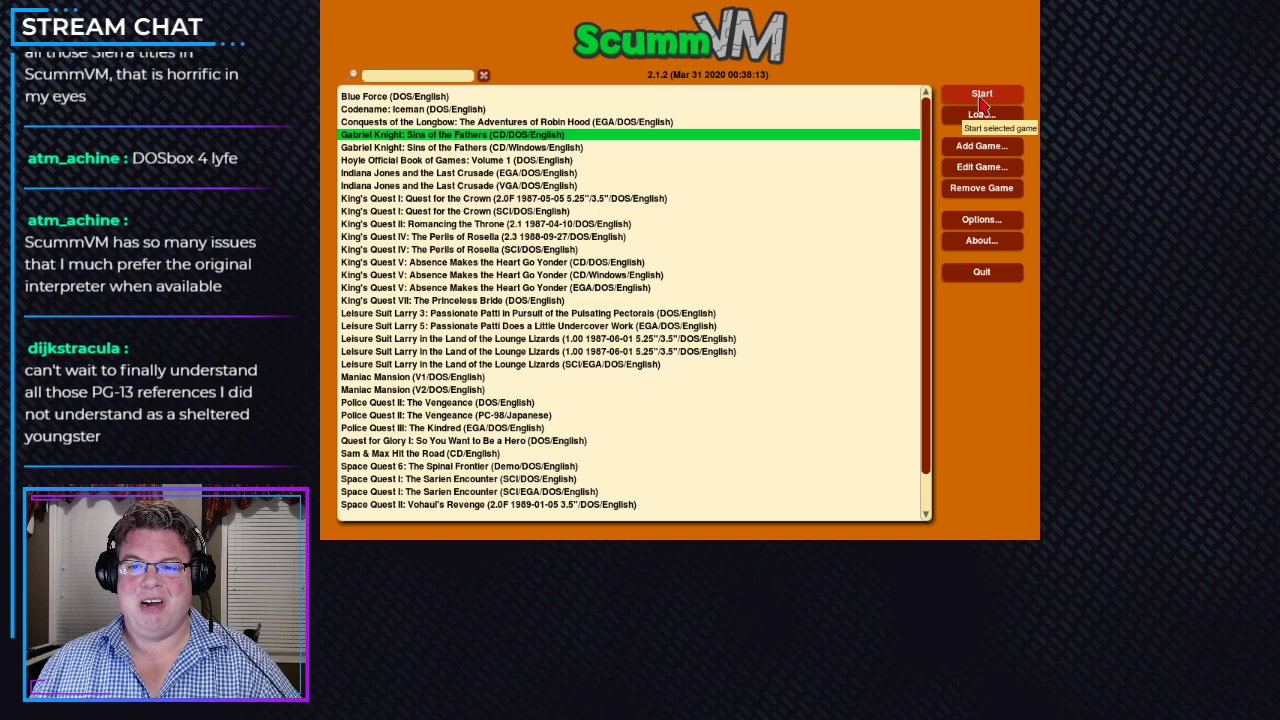 STREAM CHAT
all those Sierra titles in
ScummVM, that is horrific in
my eyes
atm_achine : DOSbox 4 lyfe
atm_achine :
ScummVM has so many issues
that I much prefer the original
interpreter when available
dijkstracula :
can't wait to finally understand
all those PG-13 references I did
not understand as a sheltered
youngster
ScummVM
2.1.2 (Mar 31 2020 00:38:13)
Blue Force (DOS/English)
Codename: Iceman (DOS/English)
Conquests of the Longbow: The Adventures of Robin Hood (EGA/DOS/English)
Gabriel Knight: Sins of the Fathers (CD/DOS/English)
Gabriel Knight: Sins of the Fathers (CD/Windows/English)
Hoyle Official Book of Games: Volume 1 (DOS/English)
Indiana Jones and the Last Crusade (EGA/DOS/English)
Indiana Jones and the Last Crusade (VGA/DOS/English)
King's Quest I: Quest for the Crown (2.0F 1987-05-05 5.25"/3.5"/DOS/English)
King's Quest I: Quest for the Crown (SCI/DOS/English)
King's Quest II: Romancing the Throne (2.1 1987-04-10/DOS/English)
King's Quest IV: The Perils of Rosella (2.3 1988-09-27/DOS/English)
King's Quest IV: The Perils of Rosella (SCI/DOS/English)
King's Quest V: Absence Makes the Heart Go Yonder (CD/DOS/English)
King's Quest V: Absence Makes the Heart Go Yonder (CD/Windows/English)
King's Quest V: Absence Makes the Heart Go Yonder (EGA/DOS/English)
King's Quest VII: The Princeless Bride (DOS/English)
Leisure Suit Larry 3: Passionate Patti in Pursuit of the Pulsating Pectorals (DOS/English)
Leisure Suit Larry 5: Passionate Patti Does a Little Undercover Work (EGA/DOS/English)
Leisure Suit Larry in the Land of the Lounge Lizards (1.00 1987-06-01 5.25"/3.5"/DOS/English)
Leisure Suit Larry in the Land of the Lounge Lizards (1.00 1987-06-01 5.25"/3.5"/DOS/English)
Leisure Suit Larry in the Land of the Lounge Lizards (SCI/EGA/DOS/English)
Maniac Mansion (V1/DOS/English)
Maniac Mansion (V2/DOS/English)
Police Quest II: The Vengeance (DOS/English)
Police Quest II: The Vengeance (PC-98/Japanese)
Police Quest III: The Kindred (EGA/DOS/English)
Quest for Glory I: So You Want to Be a Hero (DOS/English)
Sam & Max Hit the Road (CD/English)
Space Quest 6: The Spinal Frontier (Demo/DOS/English)
Space Quest I: The Sarien Encounter (SCI/DOS/English)
Space Quest I: The Sarien Encounter (SCI/EGA/DOS/English)
Space Quest II: Vohaul's Revenge (2.0F 1989-01-05 3.5"/DOS/English)
Start
Load...
Start selected game
Add Game...
Edit Game...
Remove Game
Options...
About...
Quit